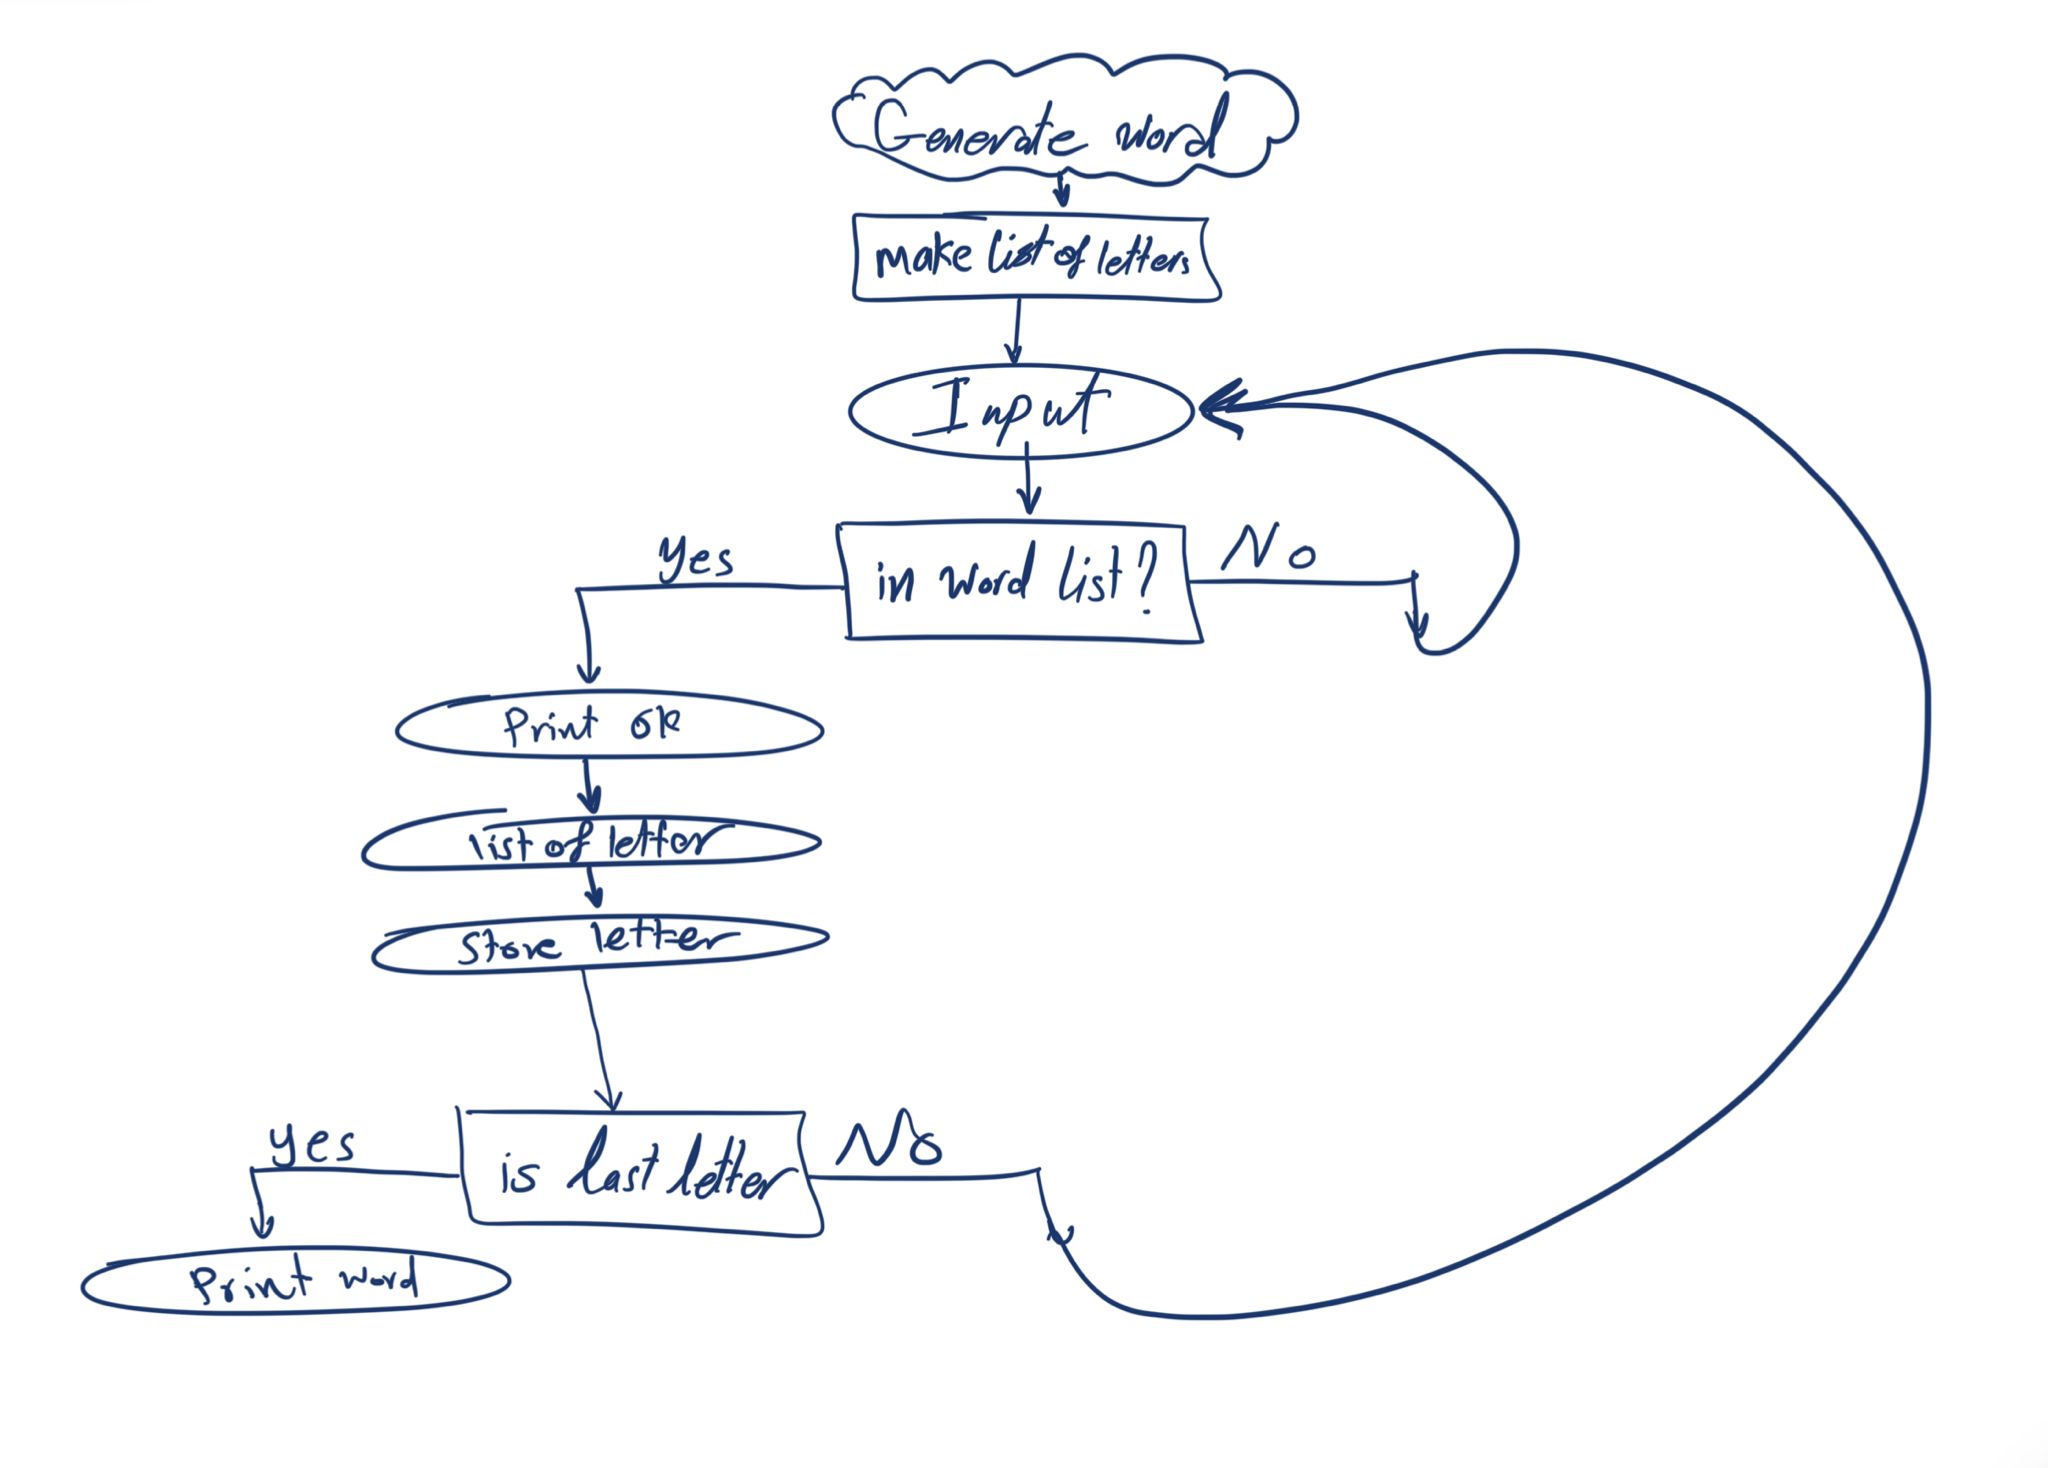 Generate word
make list of letters
Input
Yes
in word list?
No
Print ok
list of letter
Store letter
yes
is last letter
No
Print word